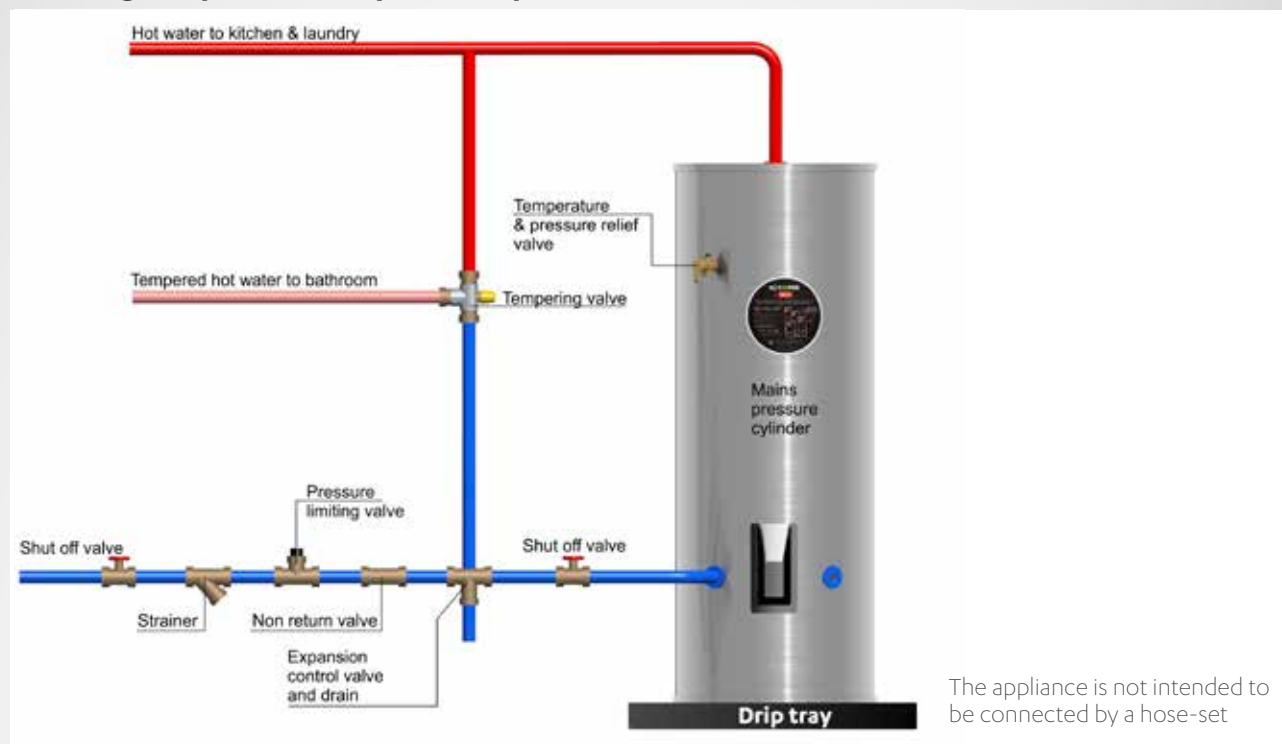 Hot water to kitchen & laundry
Temperature
& pressure relief
valve
Tempered hot water to bathroom
Tempering valve
Mains
pressure
cylinder
Pressure
limiting valve
Shut off valve
Shut off valve
Strainer
Non return valve
Expansion
control valve
and drain
Drip tray
The appliance is not intended to
be connected by a hose-set